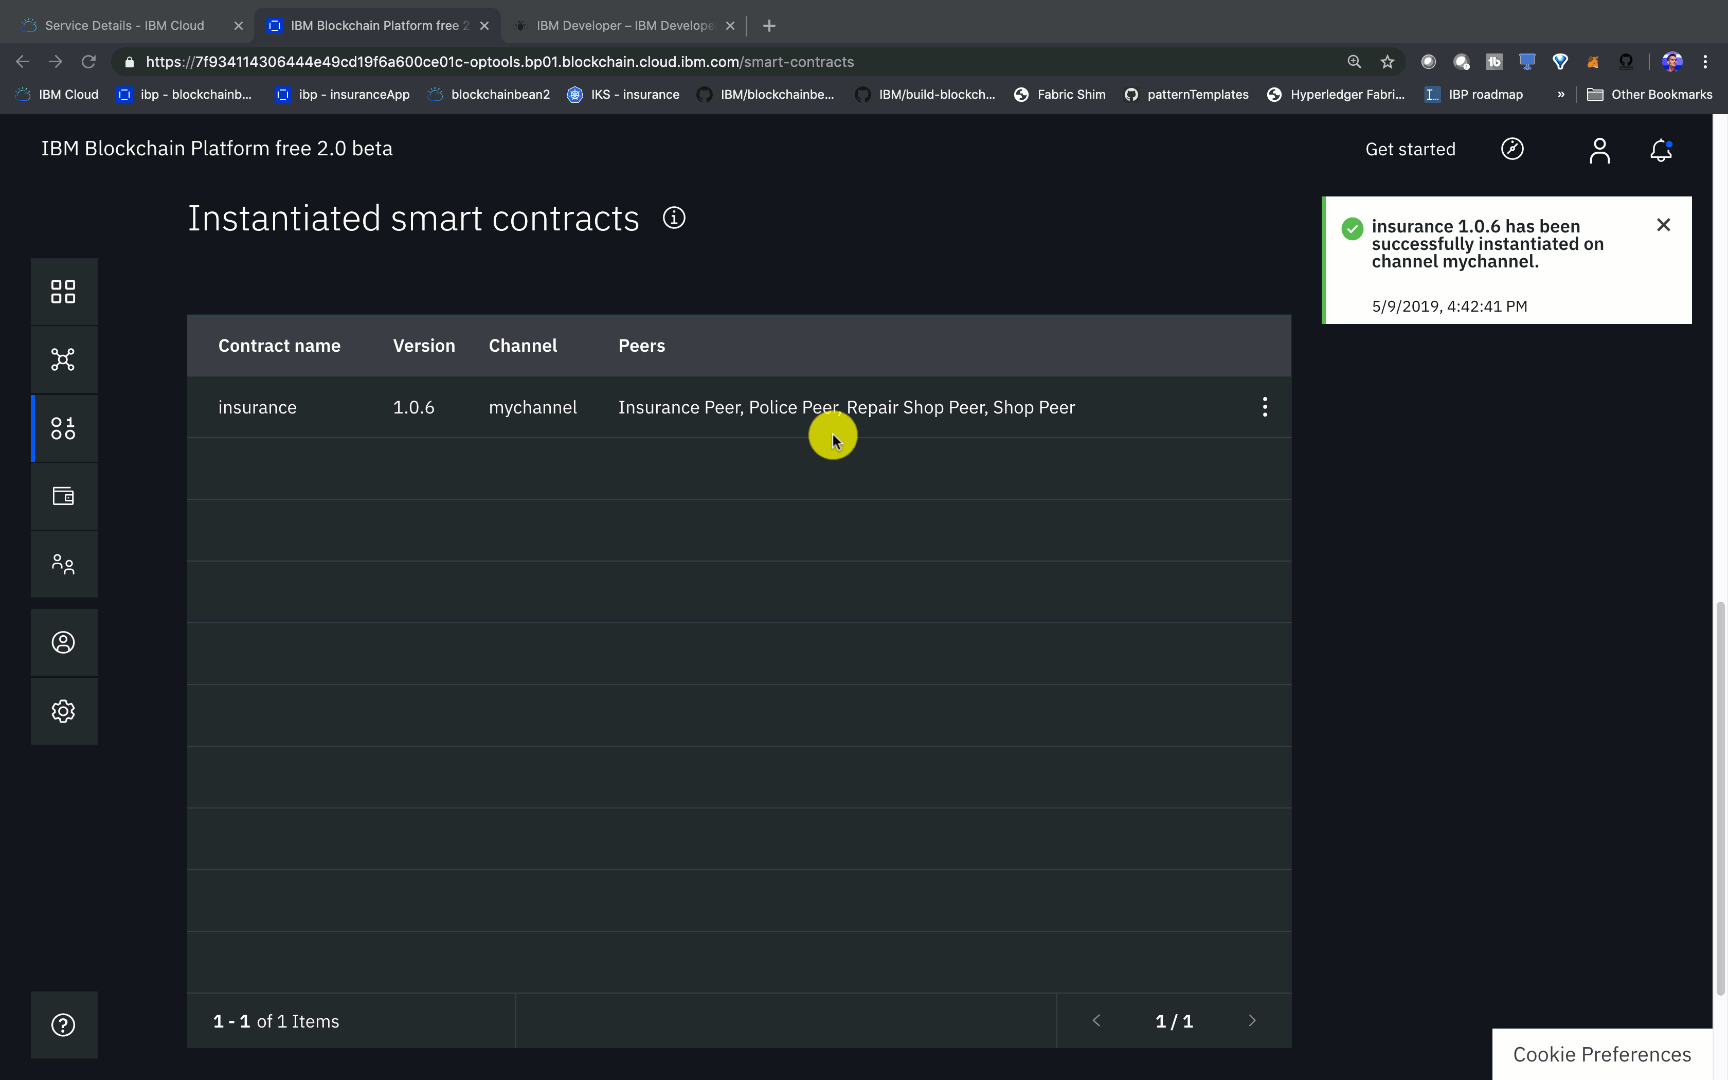 Service Details - IBM Cloud
IBM Blockchain Platform free 2
IBM Developer – IBM Develope
https://7f934114306444e49cd19f6a600ce01c-optools.bp01.blockchain.cloud.ibm.com/smart-contracts
IBM Cloud
ibp - blockchainb...
ibp - insuranceApp
blockchainbean2
IKS - insurance
IBM/blockchainbe...
IBM/build-blockch...
Fabric Shim
patternTemplates
Hyperledger Fabri...
IBP roadmap
»
Other Bookmarks
IBM Blockchain Platform free 2.0 beta
Get started
Instantiated smart contracts
insurance 1.0.6 has been
successfully instantiated on
channel mychannel.
5/9/2019, 4:42:41 PM
Contract name Version Channel Peers
insurance 1.0.6 mychannel Insurance Peer, Police Peer, Repair Shop Peer, Shop Peer
1 - 1 of 1 Items
1 / 1
Cookie Preferences